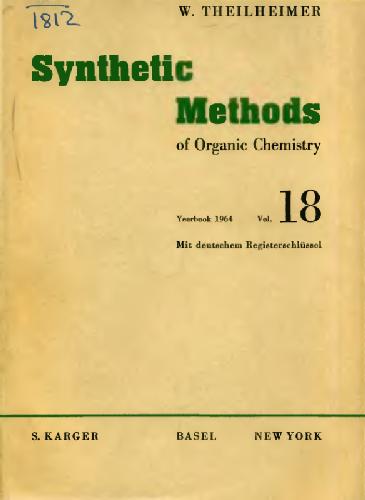 1812
W. THEILHEIMER
Synthetic
Methods
of Organic Chemistry
Yearbook 1964 Vol. 18
Mit deutschem Registerschlüssel
S. KARGER BASEL NEW YORK